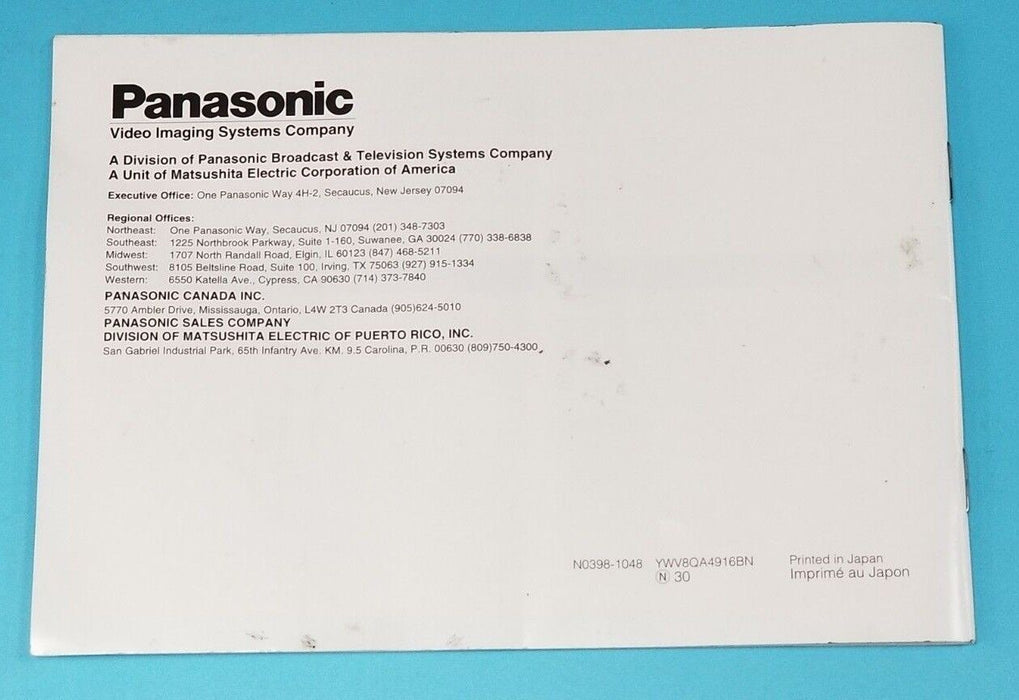 Panasonic
Video Imaging Systems Company
A Division of Panasonic Broadcast & Television Systems Company
A Unit of Matsushita Electric Corporation of America
Executive Office: One Panasonic Way 4H-2, Secaucus, New Jersey 07094
Regional Offices:
Northeast: One Panasonic Way, Secaucus, NJ 07094 (201) 348-7303
Southeast: 1225 Northbrook Parkway, Suite 1-160, Suwanee, GA 30024 (770) 338-6838
Midwest: 1707 North Randall Road, Elgin, IL 60123 (847) 468-5211
Southwest: 8105 Beltsline Road, Suite 100, Irving, TX 75063 (927) 915-1334
Western: 6550 Katella Ave., Cypress, CA 90630 (714) 373-7840
PANASONIC CANADA INC.
5770 Ambler Drive, Mississauga, Ontario, L4W 2T3 Canada (905)624-5010
PANASONIC SALES COMPANY
DIVISION OF MATSUSHITA ELECTRIC OF PUERTO RICO, INC.
San Gabriel Industrial Park, 65th Infantry Ave. KM. 9.5 Carolina, P.R. 00630 (809)750-4300
N0398-1048 YWV8QA4916BN Printed in Japan
Ⓝ 30 Imprimé au Japon